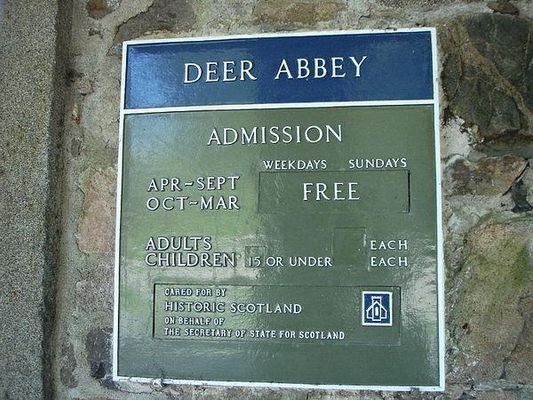 DEER ABBEY
ADMISSION
WEEKDAYS SUNDAYS
APR-SEPT
OCT-MAR
FREE
ADULTS EACH
CHILDREN 15 OR UNDER EACH
CARED FOR BY
HISTORIC SCOTLAND
ON BEHALF OF
THE SECRETARY OF STATE FOR SCOTLAND